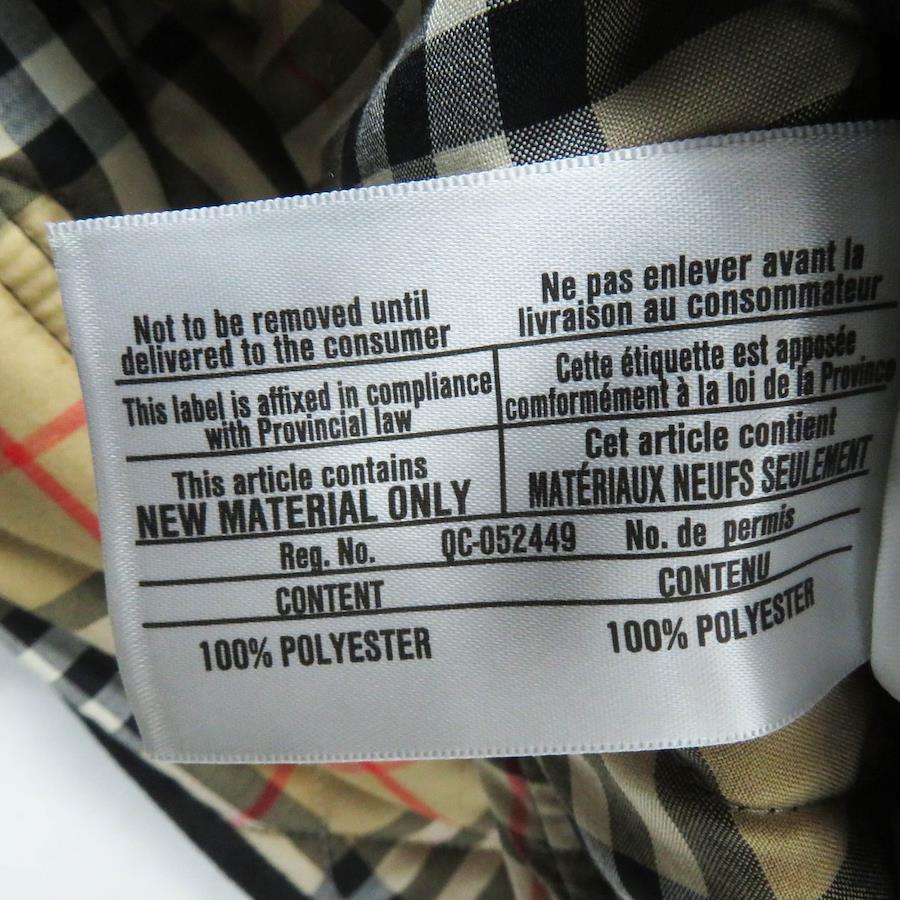 Not to be removed until
delivered to the consumer
Ne pas enlever avant la
livraison au consommateur
This label is affixed in compliance
with Provincial law
Cette étiquette est apposée
conformément à la loi de la Province
This article contains
NEW MATERIAL ONLY
Cet article contient
MATÉRIAUX NEUFS SEULEMENT
Reg. No. QC-052449 No. de permis
CONTENT CONTENU
100% POLYESTER 100% POLYESTER